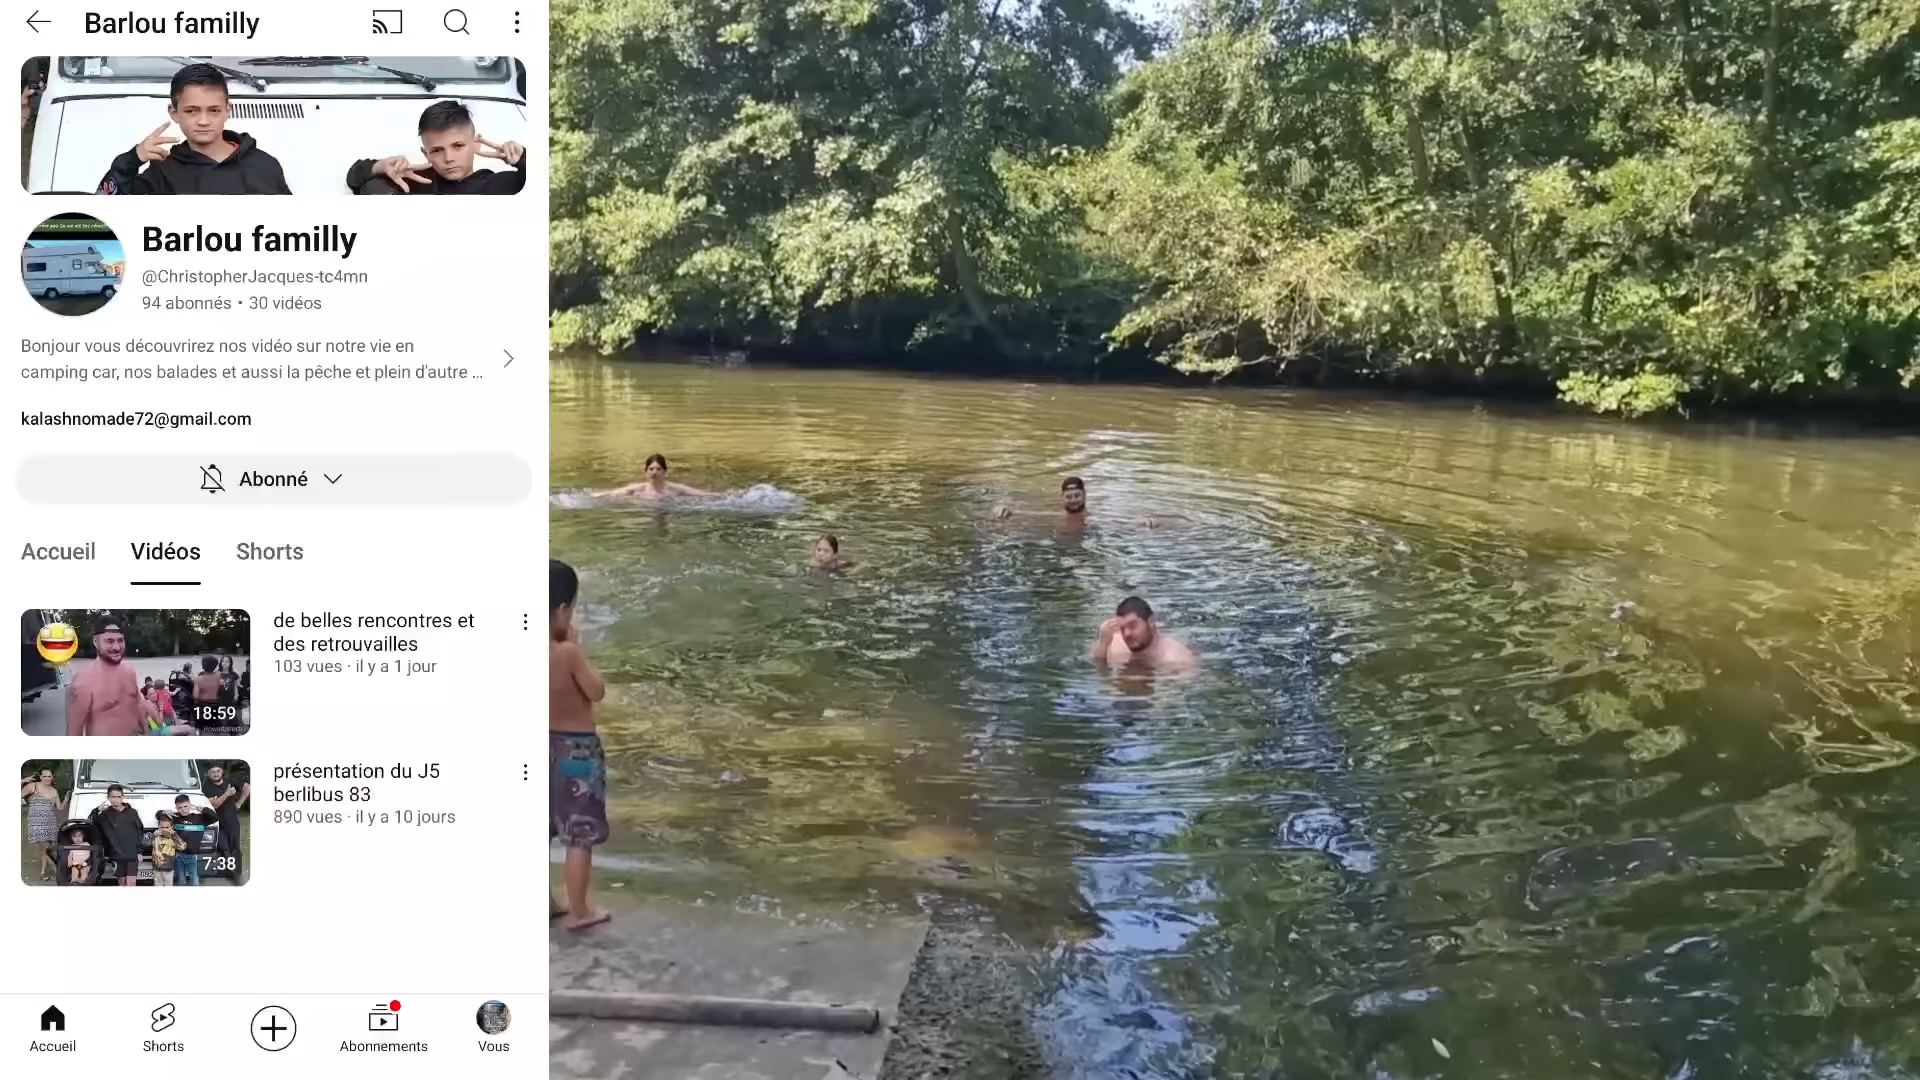 Barlou familly
Barlou familly
@ChristopherJacques-tc4mn
94 abonnés • 30 vidéos
Bonjour vous découvrirez nos vidéo sur notre vie en
camping car, nos balades et aussi la pêche et plein d'autre ...
kalashnomade72@gmail.com
Abonné
Accueil
Vidéos
Shorts
de belles rencontres et
des retrouvailles
103 vues · il y a 1 jour
18:59
présentation du J5
berlibus 83
890 vues · il y a 10 jours
7:38
Accueil
Shorts
Abonnements
Vous